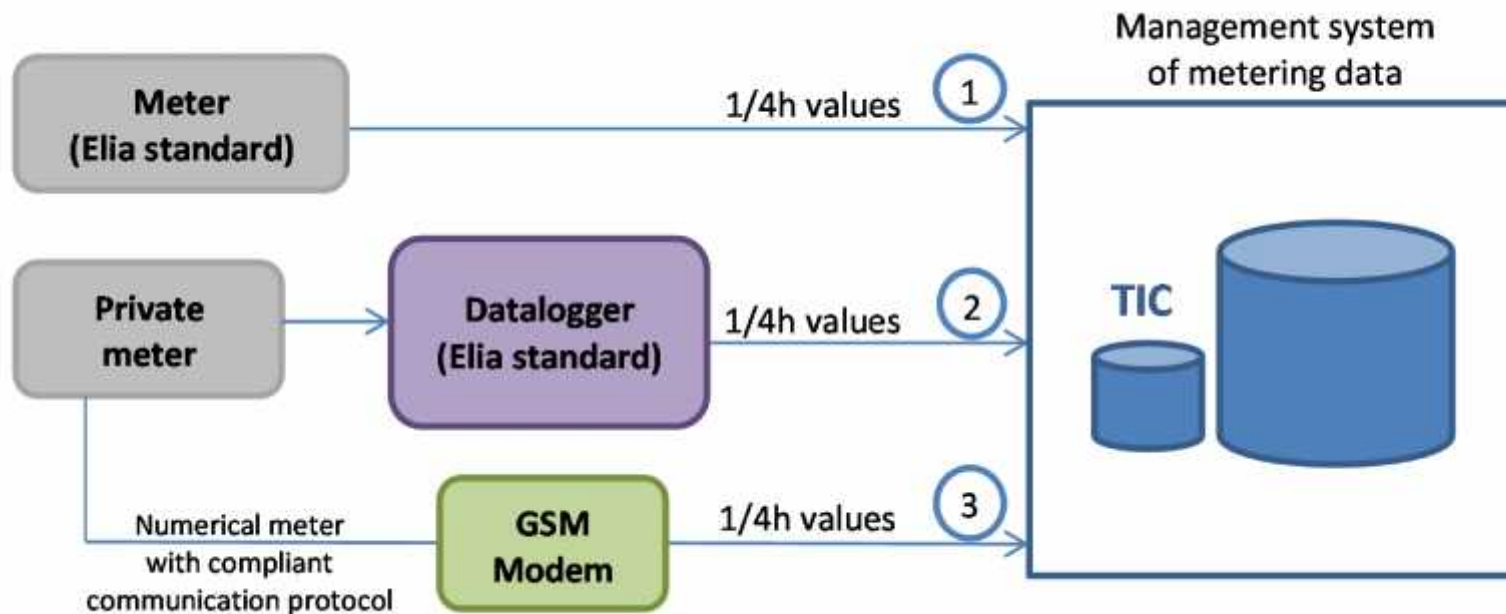 Management system
of metering data
Meter
(Elia standard)
1/4h values
1
Private
meter
Datalogger
(Elia standard)
1/4h values
2
TIC
Numerical meter
with compliant
communication protocol
GSM
Modem
1/4h values
3